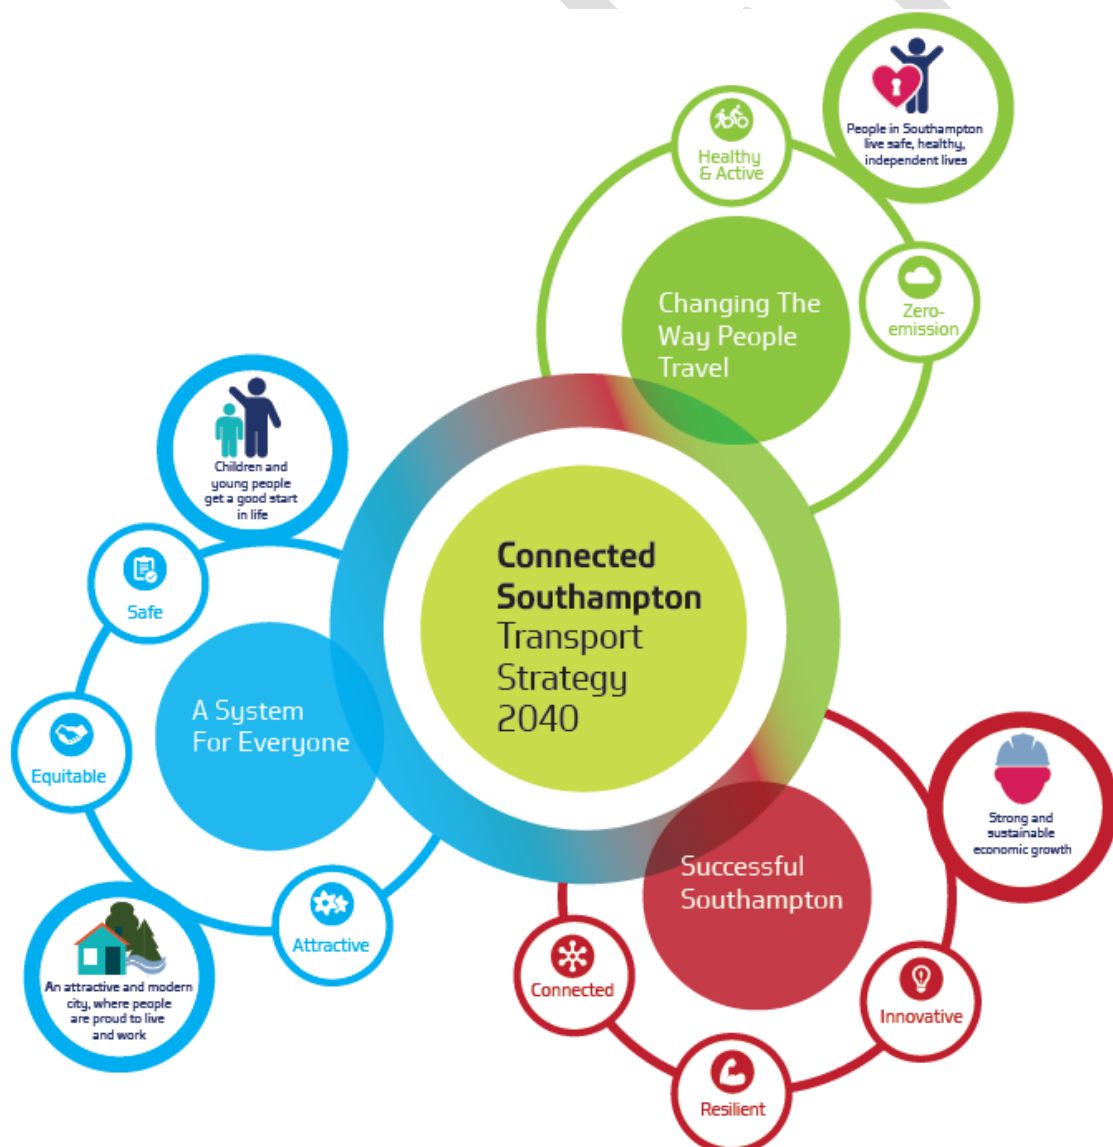 Connected
Southampton
Transport
Strategy
2040
Changing The
Way People
Travel
Healthy
& Active
Zero-
emission
People in Southampton
live safe, healthy,
independent lives
A System
For Everyone
Children and
young people
get a good start
in life
Safe
Equitable
Attractive
An attractive and modern
city, where people
are proud to live
and work
Successful
Southampton
Connected
Resilient
Innovative
Strong and
sustainable
economic growth